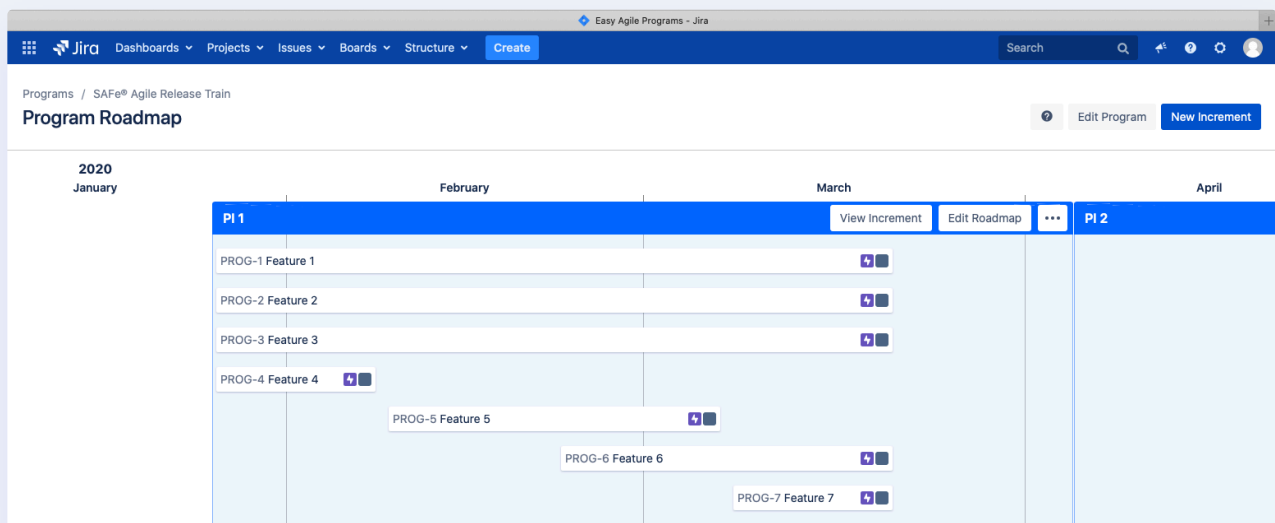 Easy Agile Programs - Jira
Jira Dashboards Projects Issues Boards Structure Create Search
Programs / SAFe® Agile Release Train
Program Roadmap
Edit Program New Increment
2020
January February March April
PI 1 View Increment Edit Roadmap PI 2
PROG-1 Feature 1
PROG-2 Feature 2
PROG-3 Feature 3
PROG-4 Feature 4
PROG-5 Feature 5
PROG-6 Feature 6
PROG-7 Feature 7